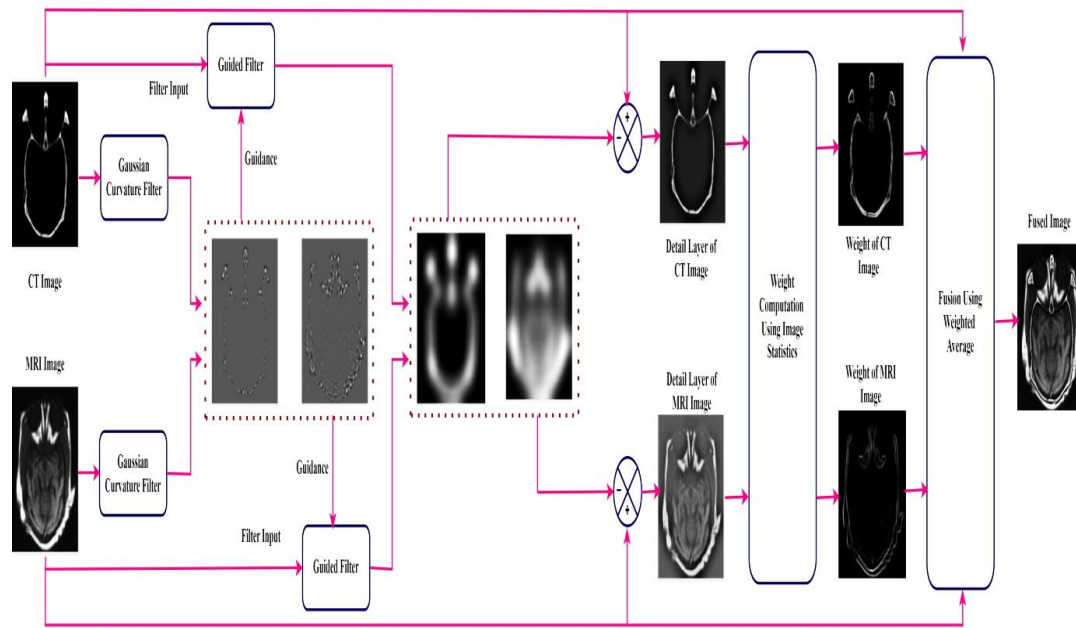 Guided Filter
Filter Input
Guidance
Gaussian
Curvature Filter
CT Image
MRI Image
Gaussian
Curvature Filter
Guidance
Filter Input
Guided Filter
+
-
Detail Layer of
CT Image
Detail Layer of
MRI Image
-
+
Weight
Computation
Using Image
Statistics
Weight of CT
Image
Weight of MRI
Image
Fusion Using
Weighted
Average
Fused Image